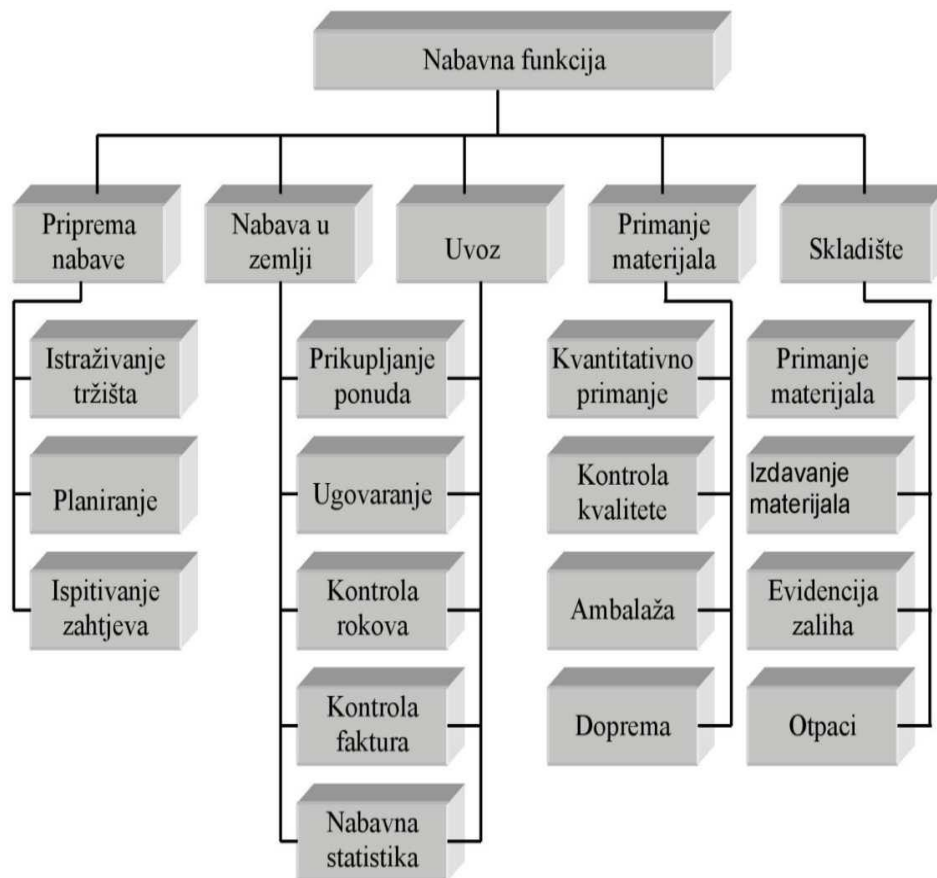 Nabavna funkcija
Priprema
nabave
Nabava u
zemlji
Uvoz
Primanje
materijala
Skladište
Istraživanje
tržišta
Planiranje
Ispitivanje
zahtjeva
Prikupljanje
ponuda
Ugovaranje
Kontrola
rokova
Kontrola
faktura
Nabavna
statistika
Kvantitativno
primanje
Kontrola
kvalitete
Ambalaža
Doprema
Primanje
materijala
Izdavanje
materijala
Evidencija
zaliha
Otpaci